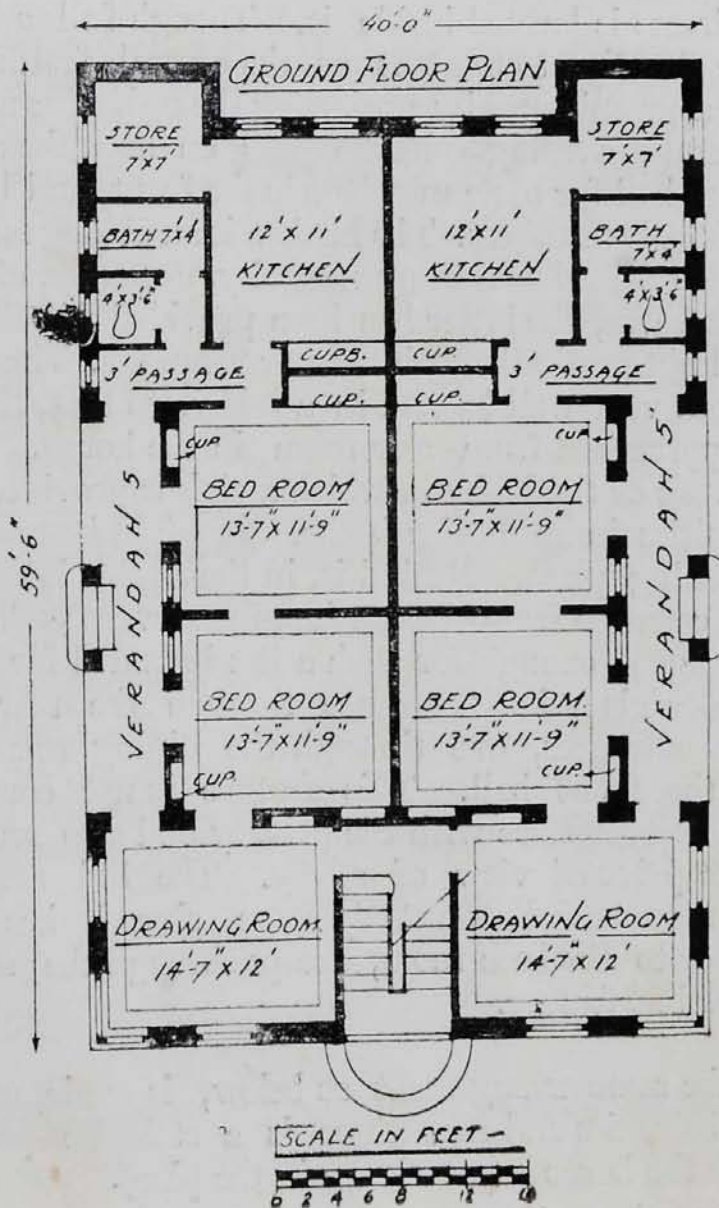 40'-0"
GROUND FLOOR PLAN
59'-6"
STORE
7'X7'
STORE
7'X7'
BATH 7'X4'
BATH
7'X4'
12' X 11'
KITCHEN
12'X11'
KITCHEN
4'X3'-6"
4'X3'-6"
CUPB.
CUP.
3' PASSAGE
3' PASSAGE
CUP.
CUP.
CUP
CUP
BED ROOM
13'-7" X 11'-9"
BED ROOM
13'-7" X 11'-9"
VERANDAH 5'
VERANDAH 5'
BED ROOM
13'-7" X 11'-9"
BED ROOM.
13'-7" X 11'-9"
CUP.
CUP.
DRAWING ROOM
14'-7" X 12'
DRAWING ROOM
14'-7" X 12'
SCALE IN FEET –
0 2 4 6 8 12